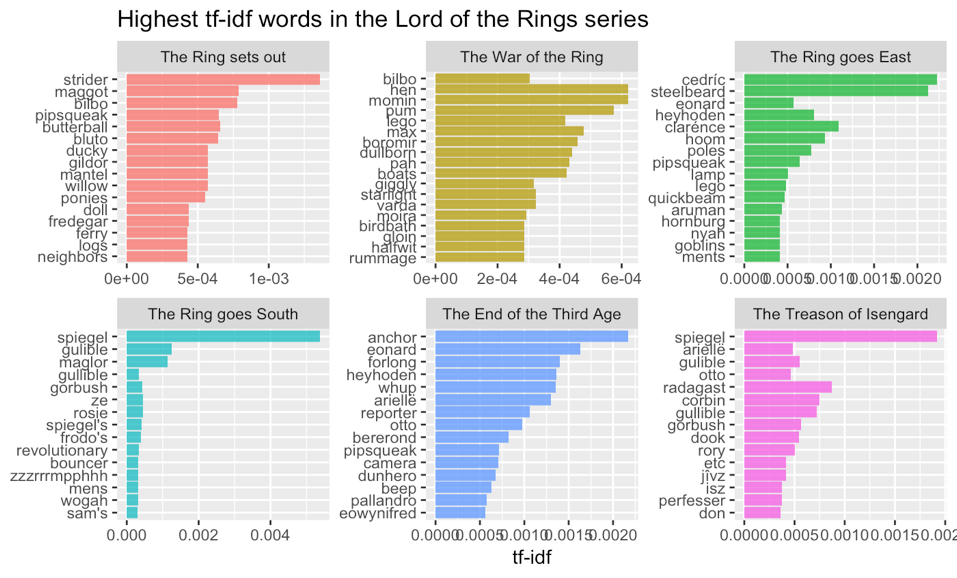 Highest tf-idf words in the Lord of the Rings series
The Ring sets out
strider
maggot
bilbo
pipsqueak
butterball
bluto
ducky
gildor
mantel
willow
ponies
doll
fredegar
ferry
logs
neighbors
0e+00 5e-04 1e-03
The War of the Ring
bilbo
hen
momin
pum
lego
max
boromir
dullborn
pan
boats
giggly
starlight
varda
moira
birdbath
gloin
halfwit
rummage
0e+00 2e-04 4e-04 6e-04
The Ring goes East
cedríc
steelbeard
eonard
heyhoden
clarénce
hoom
poles
pipsqueak
lamp
lego
quickbeam
aruman
hornburg
nyah
goblins
ments
0.0000 0.0005 0.0010 0.0015 0.0020
The Ring goes South
spiegel
gulible
maglor
gullible
gorbush
ze
rosie
spiegel's
frodo's
revolutionary
bouncer
zzzrrrmpphhh
mens
wogah
sam's
0.000 0.002 0.004
The End of the Third Age
anchor
eonard
forlong
heyhoden
whup
arielle
reporter
otto
bererond
pipsqueak
camera
dunhero
beep
pallandro
eowynifred
0.0000 0.0005 0.0010 0.0015 0.0020
The Treason of Isengard
spiegel
arielle
gulible
otto
radagast
corbin
gullible
gorbush
dook
rory
etc
jivz
isz
perfesser
don
0.0000 0.0005 0.0010 0.0015 0.002
tf-idf